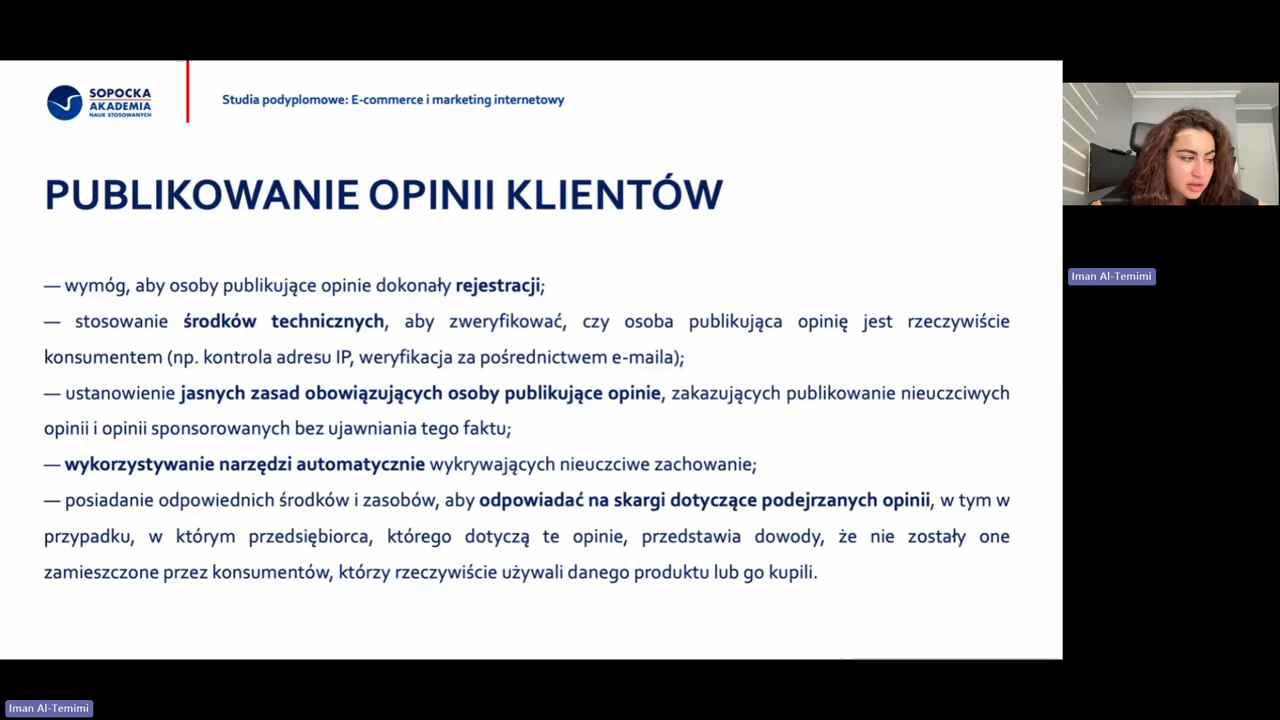 SOPOCKA
AKADEMIA
NAUK STOSOWANYCH
Studia podyplomowe: E-commerce i marketing internetowy
PUBLIKOWANIE OPINII KLIENTÓW
— wymóg, aby osoby publikujące opinie dokonały rejestracji;
— stosowanie środków technicznych, aby zweryfikować, czy osoba publikująca opinię jest rzeczywiście
konsumentem (np. kontrola adresu IP, weryfikacja za pośrednictwem e-maila);
— ustanowienie jasnych zasad obowiązujących osoby publikujące opinie, zakazujących publikowanie nieuczciwych
opinii i opinii sponsorowanych bez ujawniania tego faktu;
— wykorzystywanie narzędzi automatycznie wykrywających nieuczciwe zachowanie;
— posiadanie odpowiednich środków i zasobów, aby odpowiadać na skargi dotyczące podejrzanych opinii, w tym w
przypadku, w którym przedsiębiorca, którego dotyczą te opinie, przedstawia dowody, że nie zostały one
zamieszczone przez konsumentów, którzy rzeczywiście używali danego produktu lub go kupili.
Iman Al-Temimi
Iman Al-Temimi